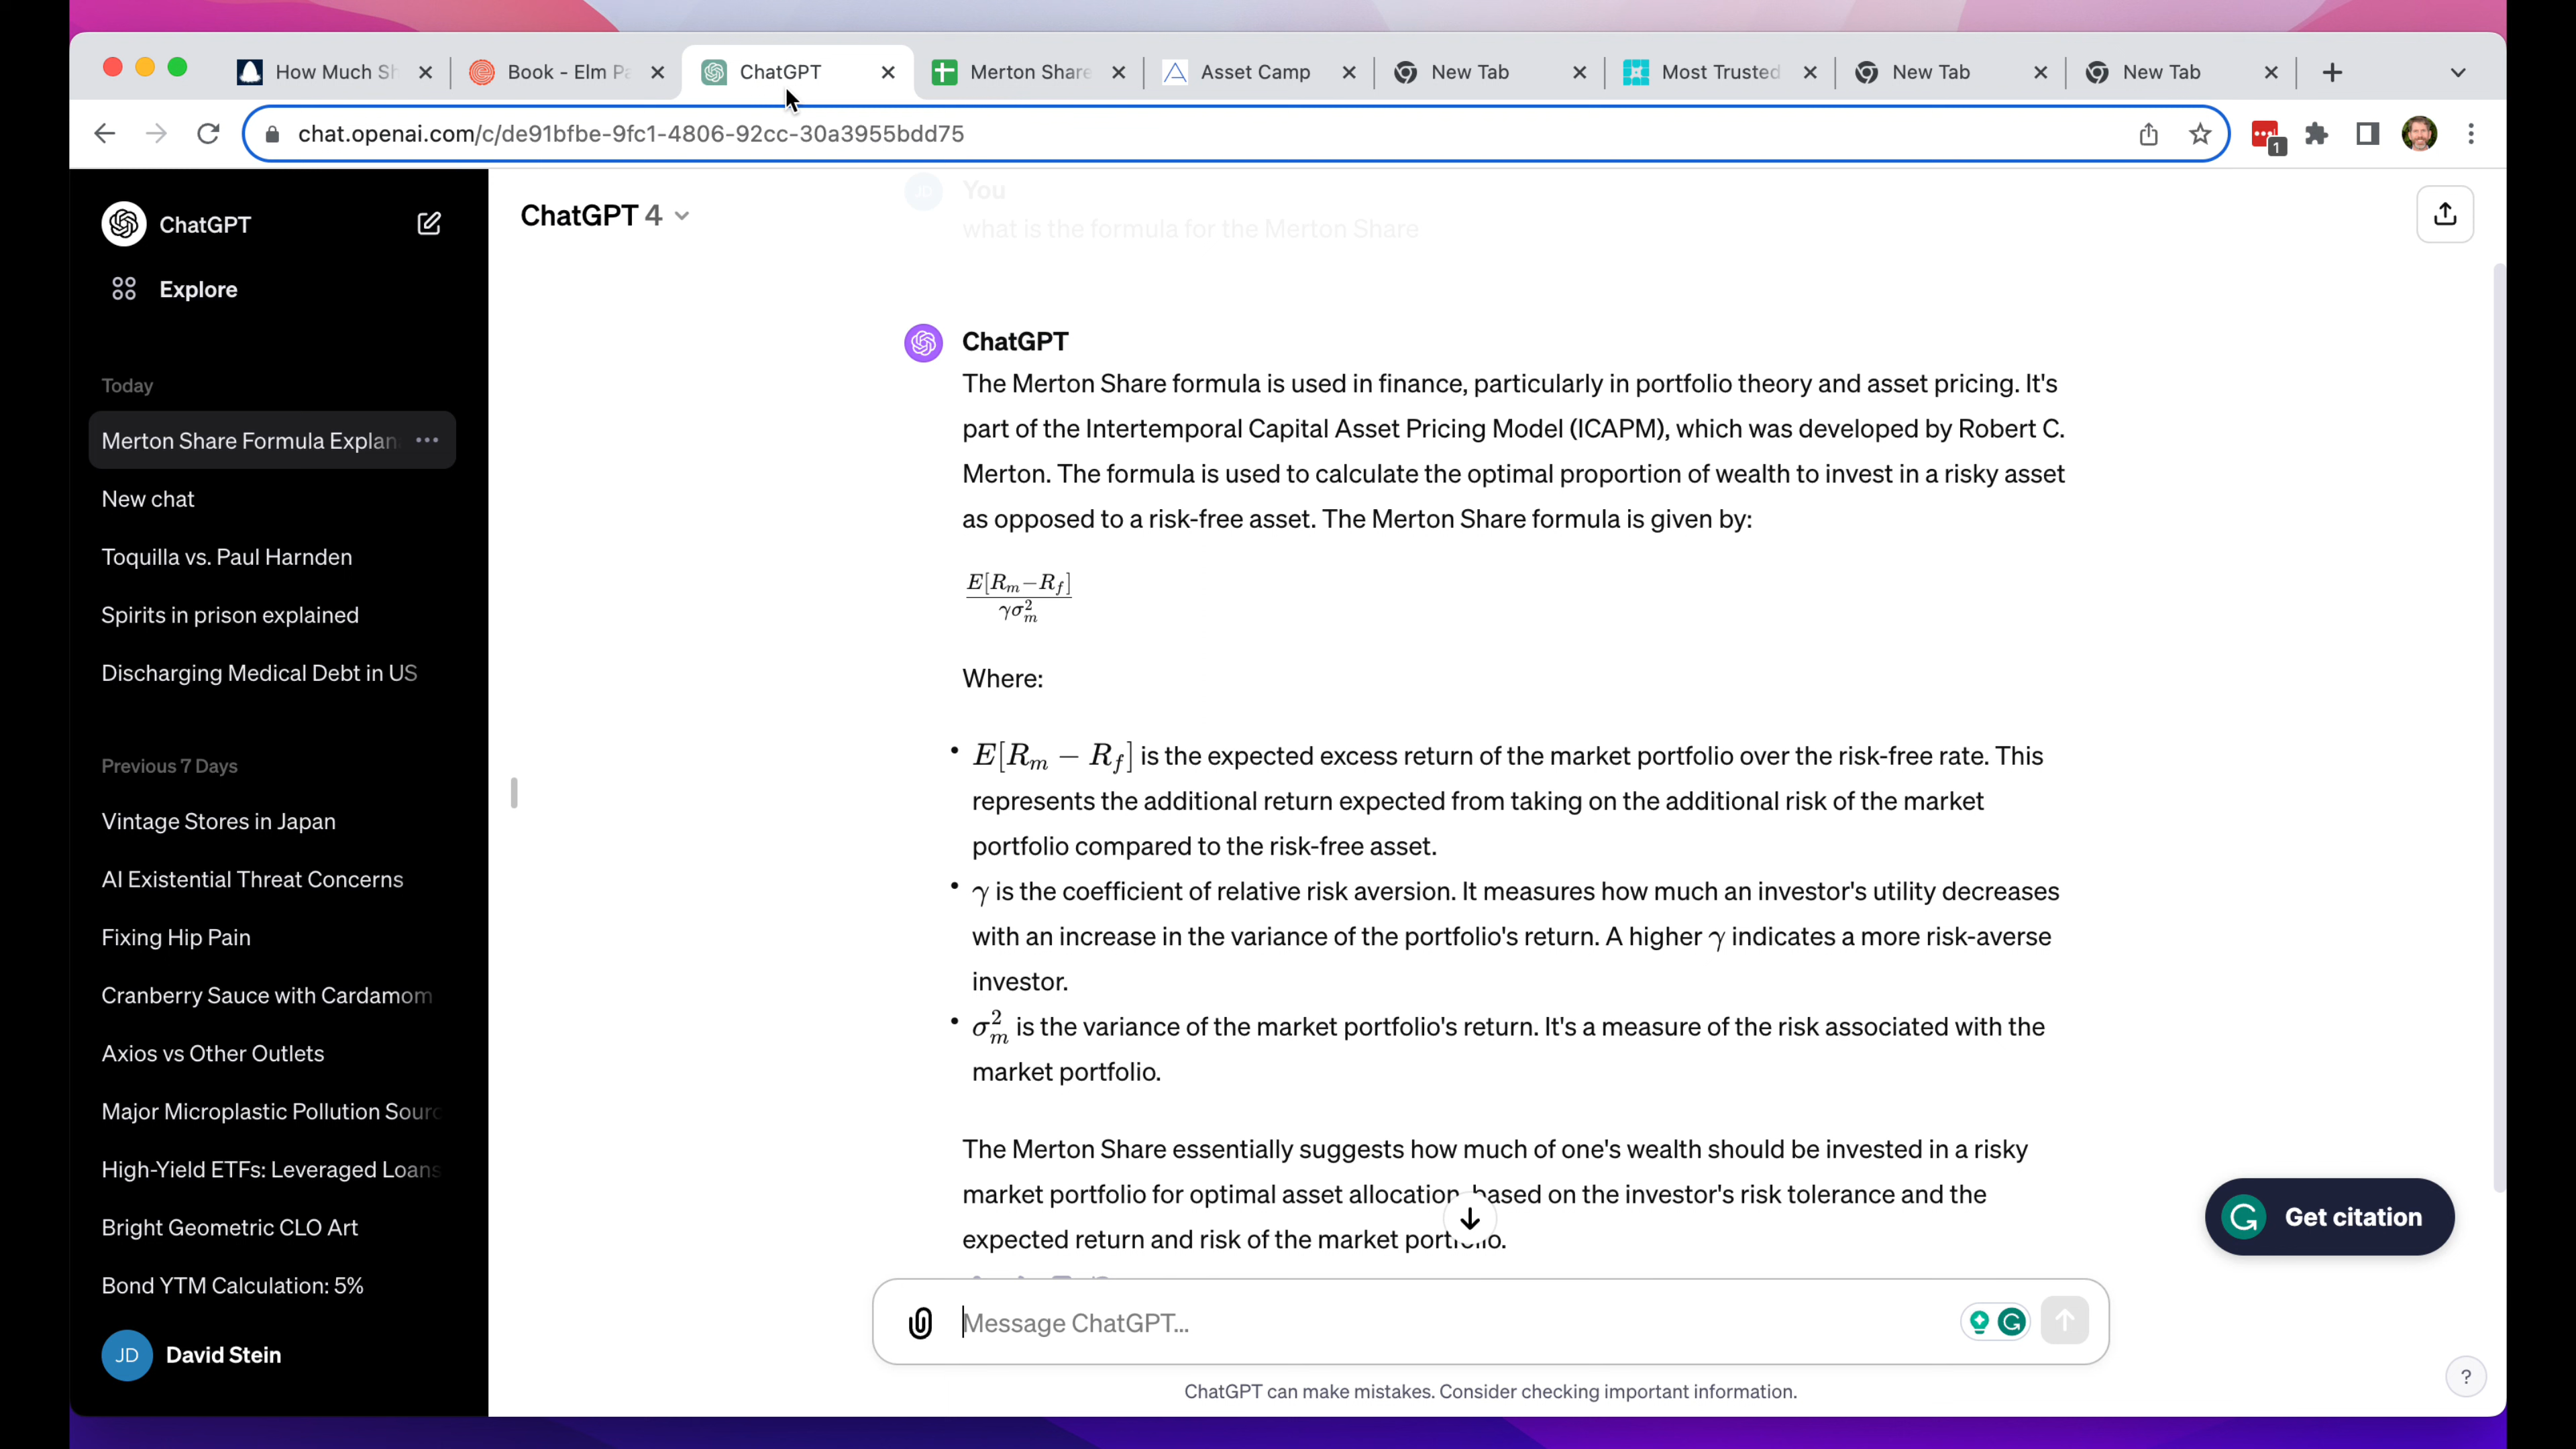 How Much Sh
Book - Elm Pa
ChatGPT
Merton Share
Asset Camp
New Tab
Most Trusted
New Tab
New Tab
chat.openai.com/c/de91bfbe-9fc1-4806-92cc-30a3955bdd75
1
ChatGPT
Explore
Today
Merton Share Formula Explan
New chat
Toquilla vs. Paul Harnden
Spirits in prison explained
Discharging Medical Debt in US
Previous 7 Days
Vintage Stores in Japan
AI Existential Threat Concerns
Fixing Hip Pain
Cranberry Sauce with Cardamom
Axios vs Other Outlets
Major Microplastic Pollution Sourc
High-Yield ETFs: Leveraged Loans
Bright Geometric CLO Art
Bond YTM Calculation: 5%
JD David Stein
ChatGPT 4
JD You
what is the formula for the Merton Share
ChatGPT
The Merton Share formula is used in finance, particularly in portfolio theory and asset pricing. It's
part of the Intertemporal Capital Asset Pricing Model (ICAPM), which was developed by Robert C.
Merton. The formula is used to calculate the optimal proportion of wealth to invest in a risky asset
as opposed to a risk-free asset. The Merton Share formula is given by:
E[Rm−Rf]
γσ²m
Where:
• E[Rm − Rf] is the expected excess return of the market portfolio over the risk-free rate. This
represents the additional return expected from taking on the additional risk of the market
portfolio compared to the risk-free asset.
• γ is the coefficient of relative risk aversion. It measures how much an investor's utility decreases
with an increase in the variance of the portfolio's return. A higher γ indicates a more risk-averse
investor.
• σ²m is the variance of the market portfolio's return. It's a measure of the risk associated with the
market portfolio.
The Merton Share essentially suggests how much of one's wealth should be invested in a risky
market portfolio for optimal asset allocation, based on the investor's risk tolerance and the
expected return and risk of the market portfolio.
Get citation
Message ChatGPT...
ChatGPT can make mistakes. Consider checking important information.
?